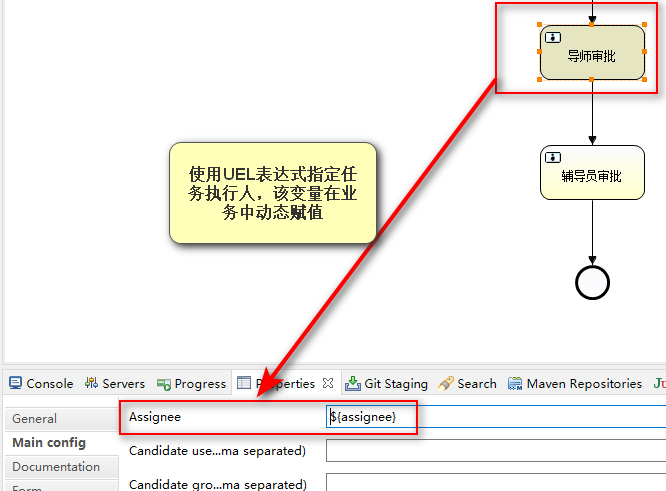 导师审批
使用UEL表达式指定任
务执行人，该变量在业
务中动态赋值
辅导员审批
Console Servers Progress Properties Git Staging Search Maven Repositories
General
Assignee ${assignee}
Main config
Candidate use...ma separated)
Documentation
Candidate gro...ma separated)
Form